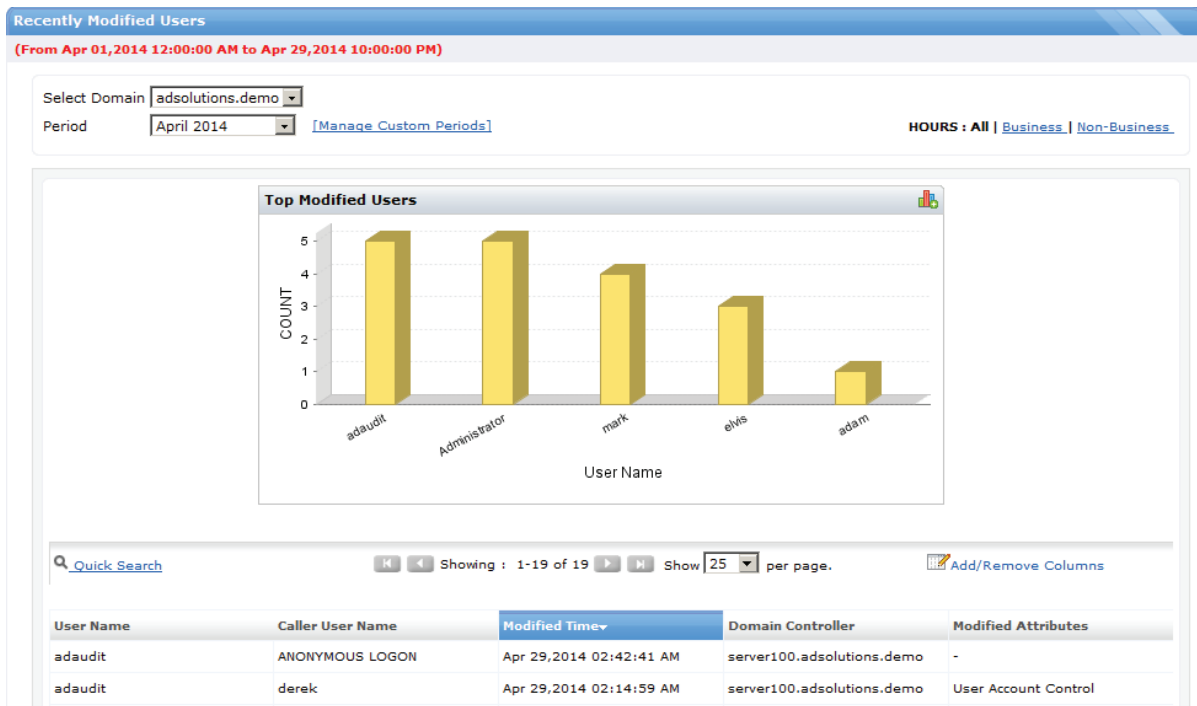 Recently Modified Users
(From Apr 01,2014 12:00:00 AM to Apr 29,2014 10:00:00 PM)
Select Domain adsolutions.demo
Period April 2014 [Manage Custom Periods] HOURS : All | Business | Non-Business
Top Modified Users
5
4
3
2
1
0
COUNT
adaudit Administrator mark elvis adam
User Name
Quick Search Showing : 1-19 of 19 Show 25 per page. Add/Remove Columns
User Name Caller User Name Modified Time Domain Controller Modified Attributes
adaudit ANONYMOUS LOGON Apr 29,2014 02:42:41 AM server100.adsolutions.demo -
adaudit derek Apr 29,2014 02:14:59 AM server100.adsolutions.demo User Account Control